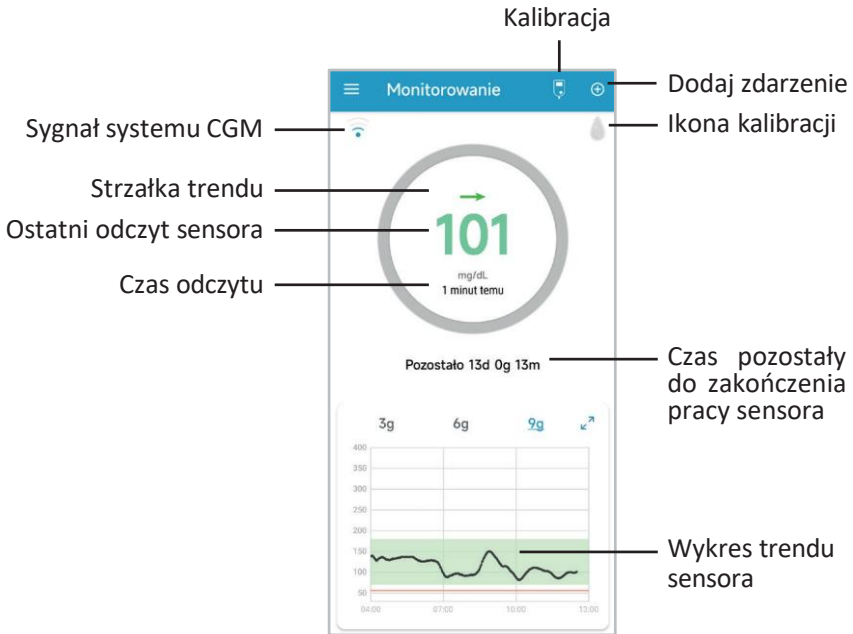 Kalibracja
Monitorowanie
Dodaj zdarzenie
Sygnał systemu CGM
Ikona kalibracji
Strzałka trendu
Ostatni odczyt sensora
101
mg/dL
Czas odczytu
1 minut temu
Pozostało 13d 0g 13m
Czas pozostały
do zakończenia
pracy sensora
3g 6g 9g
400
350
300
250
200
150
100
50
04:00 07:00 10:00 13:00
Wykres trendu
sensora